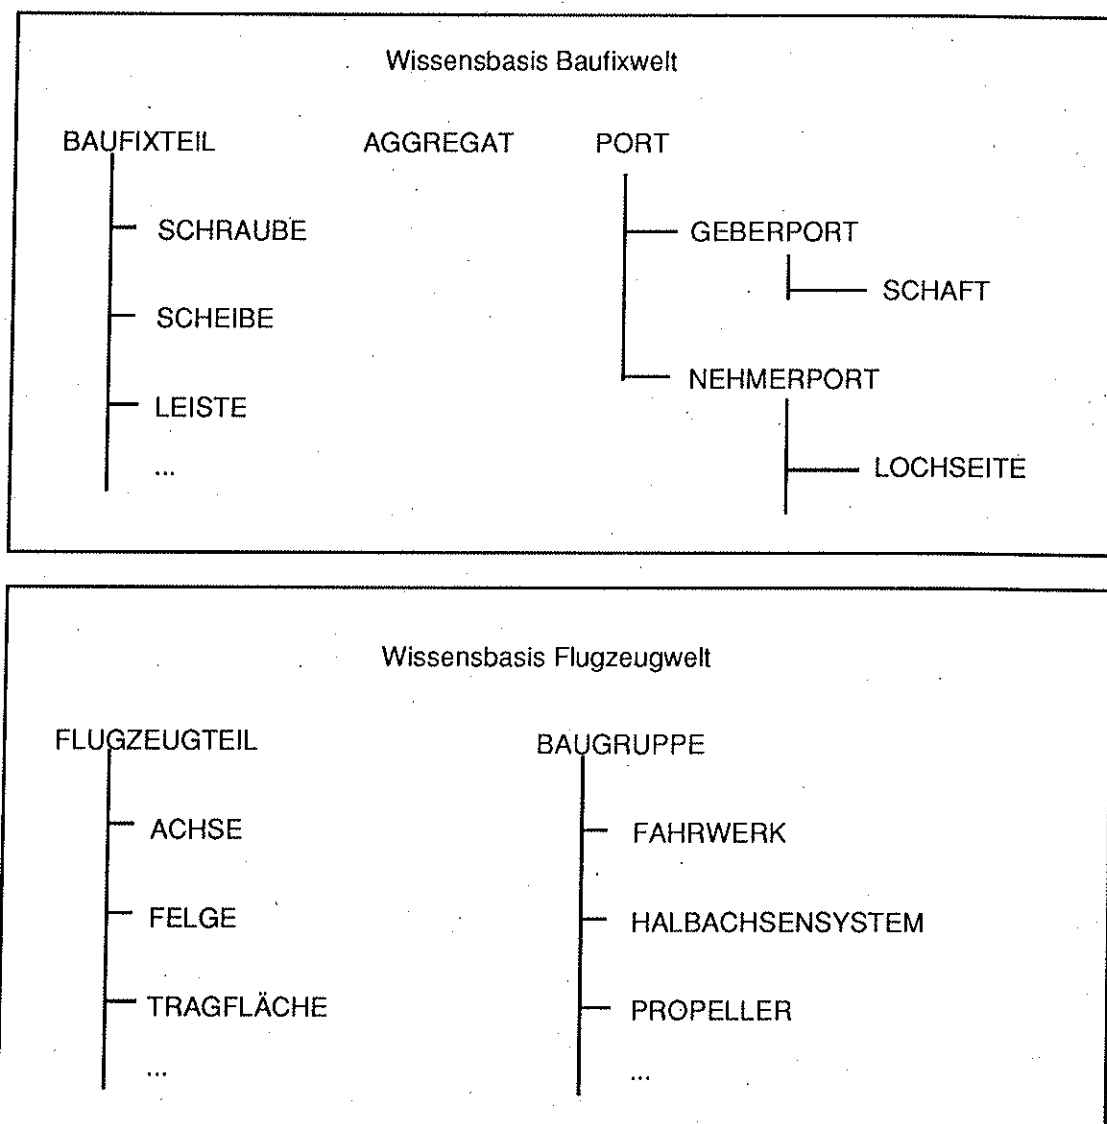 Wissensbasis Baufixwelt
BAUFIXTEIL AGGREGAT PORT
SCHRAUBE GEBERPORT
SCHAFT
SCHEIBE
NEHMERPORT
LEISTE
LOCHSEITE
...
Wissensbasis Flugzeugwelt
FLUGZEUGTEIL BAUGRUPPE
ACHSE FAHRWERK
FELGE HALBACHSENSYSTEM
TRAGFLÄCHE PROPELLER
... ...